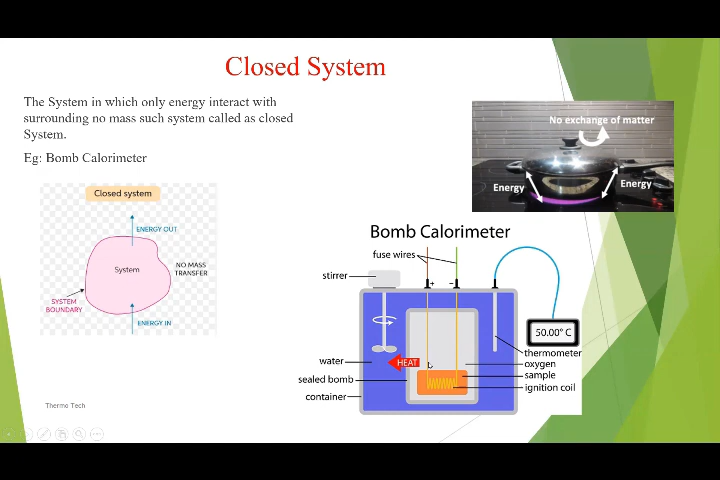 Closed System
The System in which only energy interact with
surrounding no mass such system called as closed
System.
Eg: Bomb Calorimeter
Closed system
ENERGY OUT
System
NO MASS
TRANSFER
SYSTEM
BOUNDARY
ENERGY IN
No exchange of matter
Energy
Energy
Bomb Calorimeter
fuse wires
stirrer
+
−
50.00° C
thermometer
water
HEAT
oxygen
sealed bomb
sample
ignition coil
container
Thermo Tech